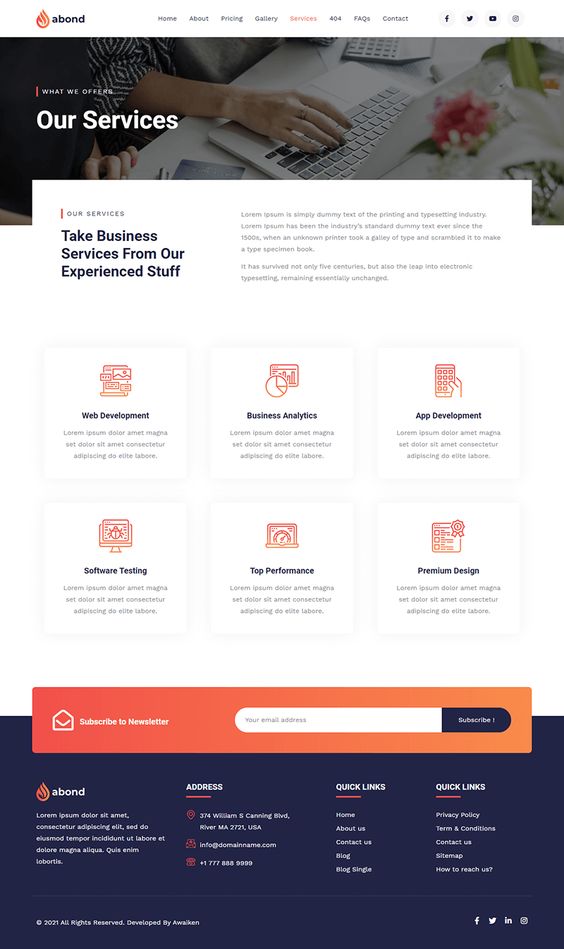 abond
Home About Pricing Gallery Services 404 FAQs Contact
WHAT WE OFFERS
Our Services
OUR SERVICES
Take Business
Services From Our
Experienced Stuff
Lorem Ipsum is simply dummy text of the printing and typesetting industry.
Lorem Ipsum has been the industry's standard dummy text ever since the
1500s, when an unknown printer took a galley of type and scrambled it to make
a type specimen book.
It has survived not only five centuries, but also the leap into electronic
typesetting, remaining essentially unchanged.
Web Development
Lorem ipsum dolor amet magna
set dolor sit amet consectetur
adipiscing do elite labore.
Business Analytics
Lorem ipsum dolor amet magna
set dolor sit amet consectetur
adipiscing do elite labore.
App Development
Lorem ipsum dolor amet magna
set dolor sit amet consectetur
adipiscing do elite labore.
Software Testing
Lorem ipsum dolor amet magna
set dolor sit amet consectetur
adipiscing do elite labore.
Top Performance
Lorem ipsum dolor amet magna
set dolor sit amet consectetur
adipiscing do elite labore.
Premium Design
Lorem ipsum dolor amet magna
set dolor sit amet consectetur
adipiscing do elite labore.
Subscribe to Newsletter
Your email address
Subscribe !
abond
Lorem ipsum dolor sit amet,
consectetur adipiscing elit, sed do
eiusmod tempor incididunt ut labore et
dolore magna aliqua. Quis enim
lobortis.
ADDRESS
374 William S Canning Blvd,
River MA 2721, USA
info@domainname.com
+1 777 888 9999
QUICK LINKS
Home
About us
Contact us
Blog
Blog Single
QUICK LINKS
Privacy Policy
Term & Conditions
Contact us
Sitemap
How to reach us?
© 2021 All Rights Reserved. Developed By Awaiken